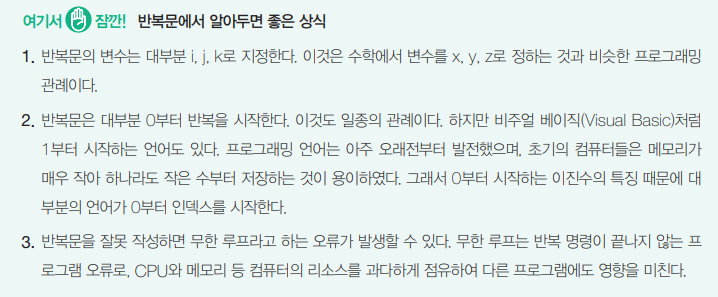 여기서 잠깐! 반복문에서 알아두면 좋은 상식
1. 반복문의 변수는 대부분 i, j, k로 지정한다. 이것은 수학에서 변수를 x, y, z로 정하는 것과 비슷한 프로그래밍
관례이다.
2. 반복문은 대부분 0부터 반복을 시작한다. 이것도 일종의 관례이다. 하지만 비주얼 베이직(Visual Basic)처럼
1부터 시작하는 언어도 있다. 프로그래밍 언어는 아주 오래전부터 발전했으며, 초기의 컴퓨터들은 메모리가
매우 작아 하나라도 작은 수부터 저장하는 것이 용이하였다. 그래서 0부터 시작하는 이진수의 특징 때문에 대
부분의 언어가 0부터 인덱스를 시작한다.
3. 반복문을 잘못 작성하면 무한 루프라고 하는 오류가 발생할 수 있다. 무한 루프는 반복 명령이 끝나지 않는 프
로그램 오류로, CPU와 메모리 등 컴퓨터의 리소스를 과다하게 점유하여 다른 프로그램에도 영향을 미친다.